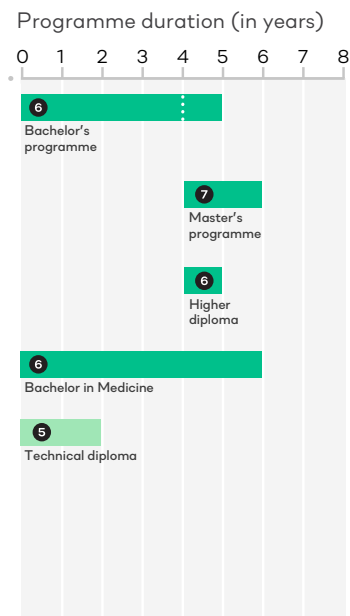 Programme duration (in years)
0 1 2 3 4 5 6 7 8
6
Bachelor's
programme
7
Master's
programme
6
Higher
diploma
6
Bachelor in Medicine
5
Technical diploma